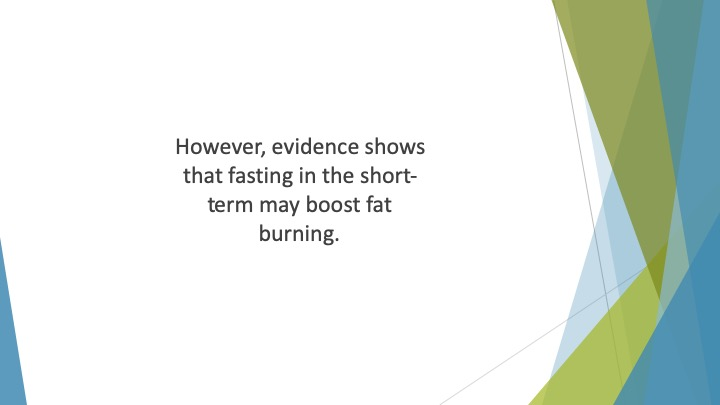 However, evidence shows
that fasting in the short-
term may boost fat
burning.